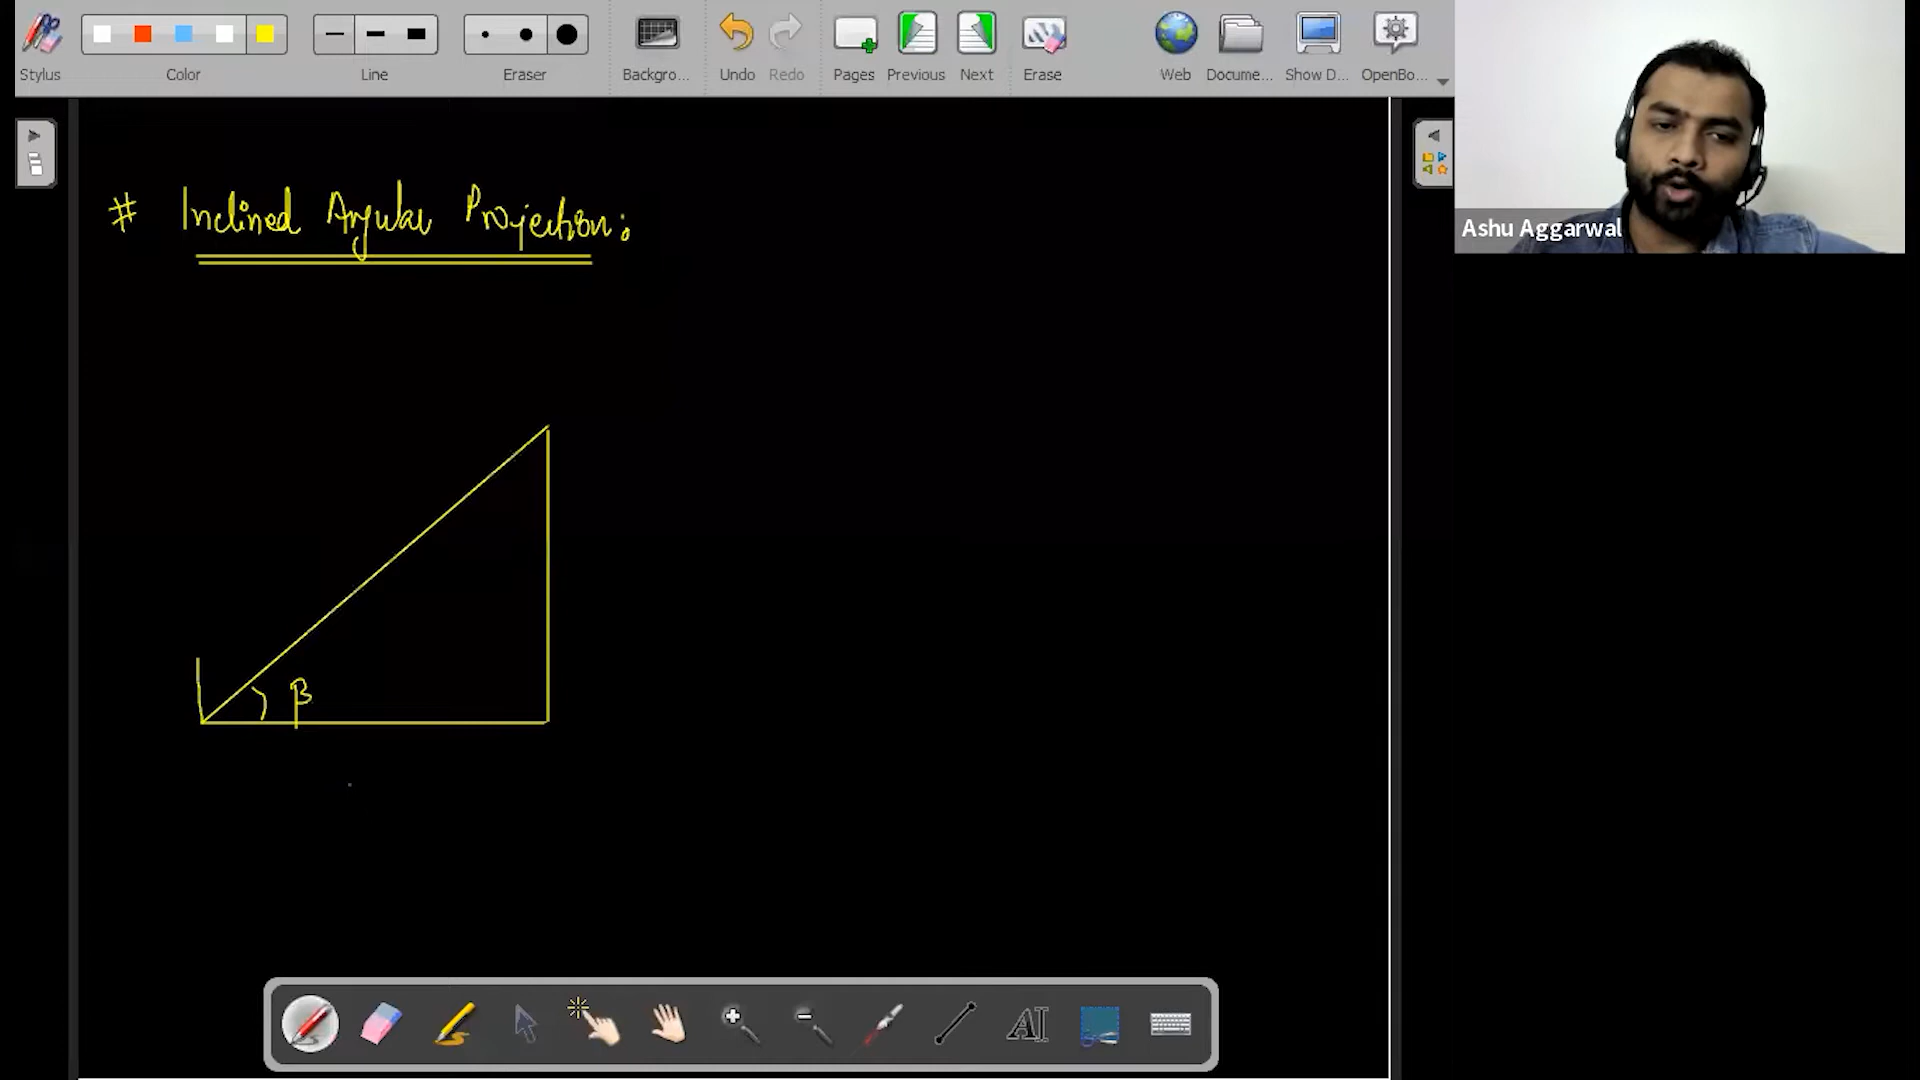 Stylus
Color
Line
Eraser
Backgro...
Undo
Redo
Pages
Previous
Next
Erase
Web
Docume...
Show D...
OpenBo...
Ashu Aggarwal
# Inclined Angular Projection:
β
AI